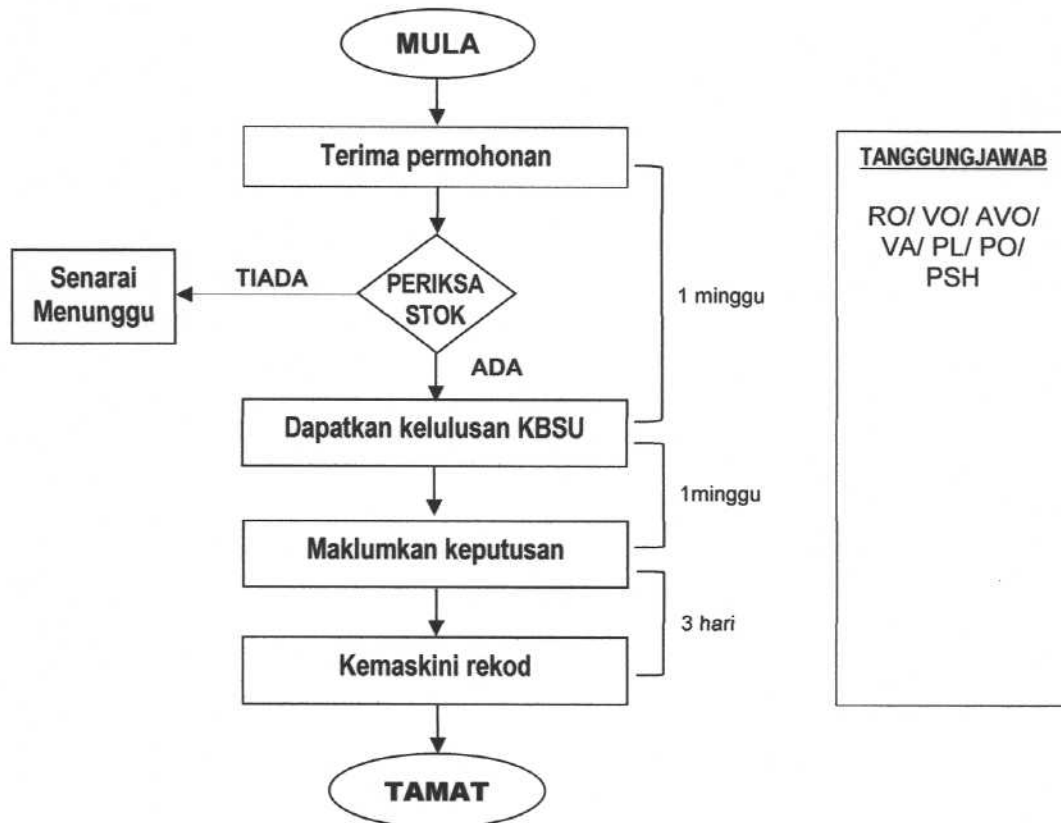 MULA
Terima permohonan
TANGGUNGJAWAB
RO/ VO/ AVO/
VA/ PL/ PO/
PSH
Senarai
Menunggu
TIADA
PERIKSA
STOK
1 minggu
ADA
Dapatkan kelulusan KBSU
1minggu
Maklumkan keputusan
3 hari
Kemaskini rekod
TAMAT